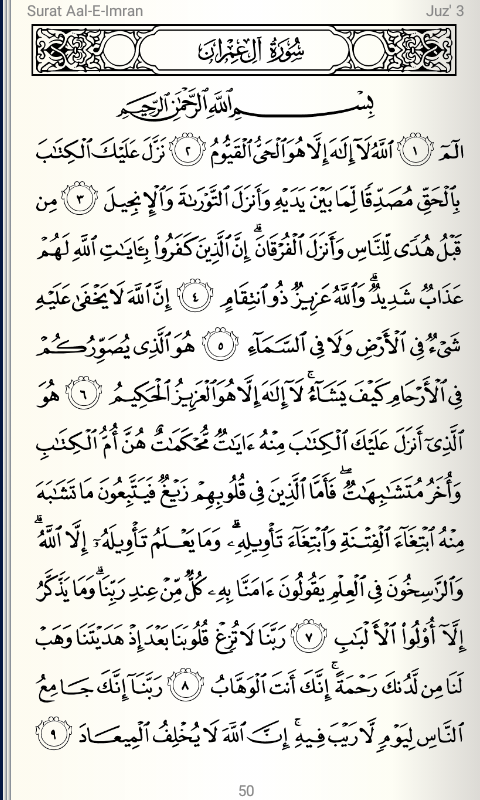 Surat Aal-E-Imran
Juz' 3
سُورَةُ آلِ عِمْرَان
بِسْمِ اللَّهِ الرَّحْمَٰنِ الرَّحِيمِ
الٓمٓ ١ ٱللَّهُ لَآ إِلَٰهَ إِلَّا هُوَ ٱلْحَىُّ ٱلْقَيُّومُ ٢ نَزَّلَ عَلَيْكَ ٱلْكِتَٰبَ
بِٱلْحَقِّ مُصَدِّقًا لِّمَا بَيْنَ يَدَيْهِ وَأَنزَلَ ٱلتَّوْرَىٰةَ وَٱلْإِنجِيلَ ٣ مِن
قَبْلُ هُدًى لِّلنَّاسِ وَأَنزَلَ ٱلْفُرْقَانَ ۗ إِنَّ ٱلَّذِينَ كَفَرُوا۟ بِـَٔايَٰتِ ٱللَّهِ لَهُمْ
عَذَابٌ شَدِيدٌ ۗ وَٱللَّهُ عَزِيزٌ ذُو ٱنتِقَامٍ ٤ إِنَّ ٱللَّهَ لَا يَخْفَىٰ عَلَيْهِ
شَىْءٌ فِى ٱلْأَرْضِ وَلَا فِى ٱلسَّمَآءِ ٥ هُوَ ٱلَّذِى يُصَوِّرُكُمْ
فِى ٱلْأَرْحَامِ كَيْفَ يَشَآءُ ۚ لَآ إِلَٰهَ إِلَّا هُوَ ٱلْعَزِيزُ ٱلْحَكِيمُ ٦ هُوَ
ٱلَّذِىٓ أَنزَلَ عَلَيْكَ ٱلْكِتَٰبَ مِنْهُ ءَايَٰتٌ مُّحْكَمَٰتٌ هُنَّ أُمُّ ٱلْكِتَٰبِ
وَأُخَرُ مُتَشَٰبِهَٰتٌ ۖ فَأَمَّا ٱلَّذِينَ فِى قُلُوبِهِمْ زَيْغٌ فَيَتَّبِعُونَ مَا تَشَٰبَهَ
مِنْهُ ٱبْتِغَآءَ ٱلْفِتْنَةِ وَٱبْتِغَآءَ تَأْوِيلِهِۦ ۗ وَمَا يَعْلَمُ تَأْوِيلَهُۥٓ إِلَّا ٱللَّهُ ۗ
وَٱلرَّٰسِخُونَ فِى ٱلْعِلْمِ يَقُولُونَ ءَامَنَّا بِهِۦ كُلٌّ مِّنْ عِندِ رَبِّنَا ۗ وَمَا يَذَّكَّرُ
إِلَّآ أُو۟لُوا۟ ٱلْأَلْبَٰبِ ٧ رَبَّنَا لَا تُزِغْ قُلُوبَنَا بَعْدَ إِذْ هَدَيْتَنَا وَهَبْ
لَنَا مِن لَّدُنكَ رَحْمَةً ۚ إِنَّكَ أَنتَ ٱلْوَهَّابُ ٨ رَبَّنَآ إِنَّكَ جَامِعُ
ٱلنَّاسِ لِيَوْمٍ لَّا رَيْبَ فِيهِ ۚ إِنَّ ٱللَّهَ لَا يُخْلِفُ ٱلْمِيعَادَ ٩
50